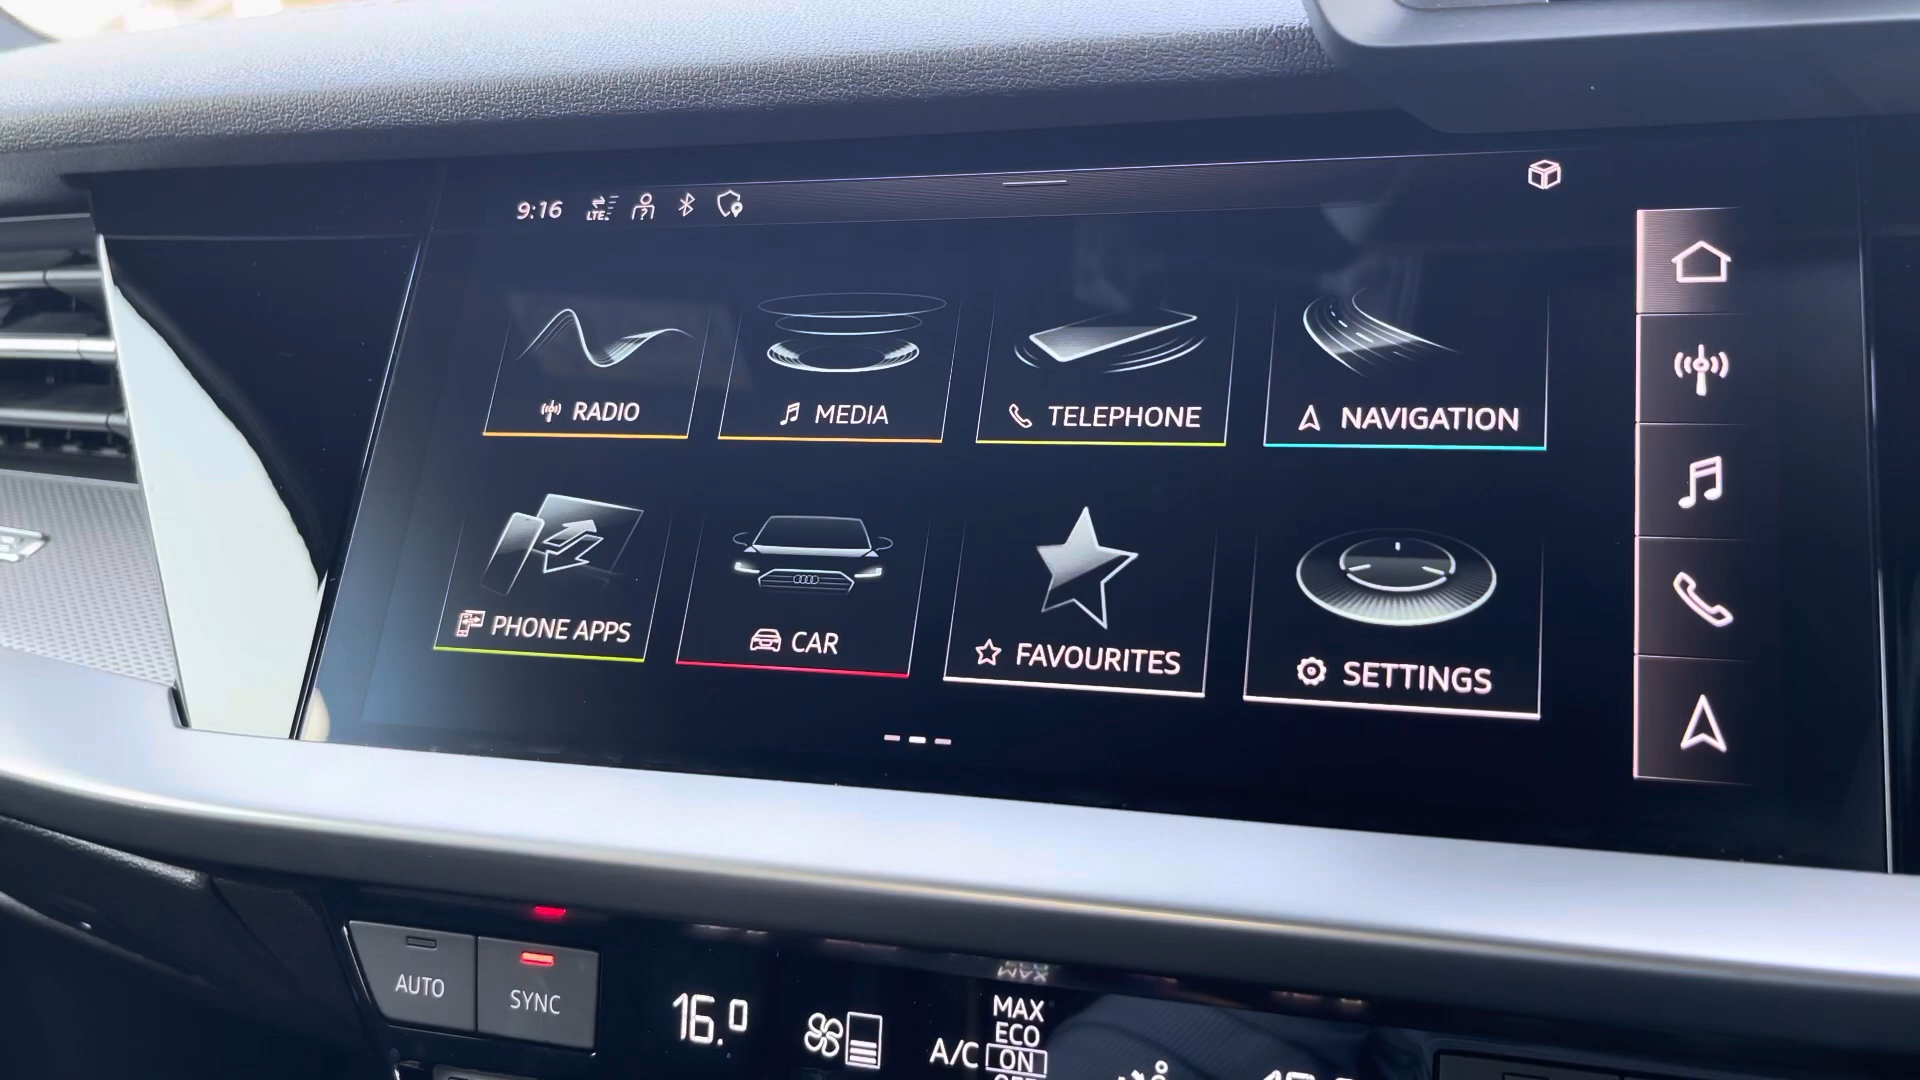 9:16 LTE
RADIO
MEDIA
TELEPHONE
NAVIGATION
PHONE APPS
CAR
FAVOURITES
SETTINGS
AUTO
SYNC
16.0
A/C
MAX
ECO
ON